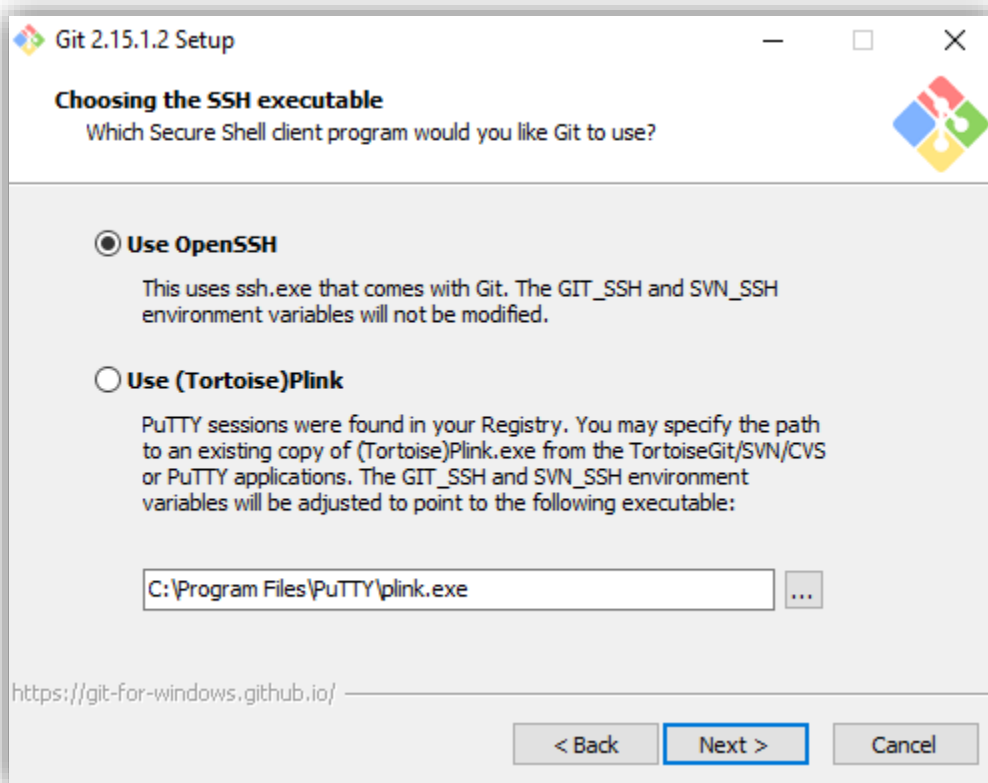 Git 2.15.1.2 Setup
Choosing the SSH executable
Which Secure Shell client program would you like Git to use?
Use OpenSSH
This uses ssh.exe that comes with Git. The GIT_SSH and SVN_SSH
environment variables will not be modified.
Use (Tortoise)Plink
PuTTY sessions were found in your Registry. You may specify the path
to an existing copy of (Tortoise)Plink.exe from the TortoiseGit/SVN/CVS
or PuTTY applications. The GIT_SSH and SVN_SSH environment
variables will be adjusted to point to the following executable:
C:\Program Files\PuTTY\plink.exe
...
https://git-for-windows.github.io/
< Back Next > Cancel